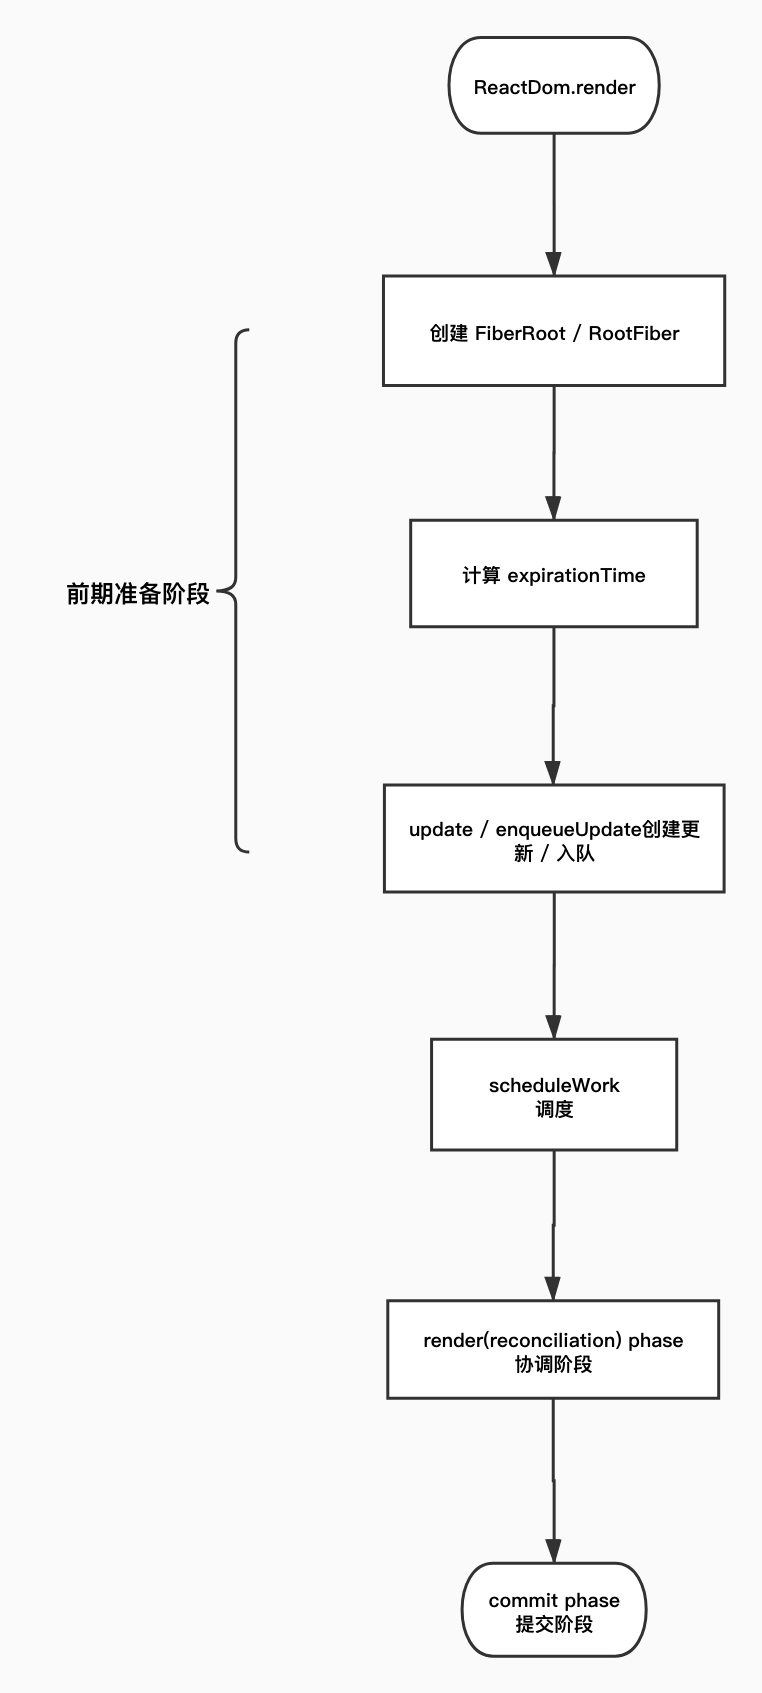 ReactDom.render
创建 FiberRoot / RootFiber
计算 expirationTime
前期准备阶段
update / enqueueUpdate创建更
新 / 入队
scheduleWork
调度
render(reconciliation) phase
协调阶段
commit phase
提交阶段